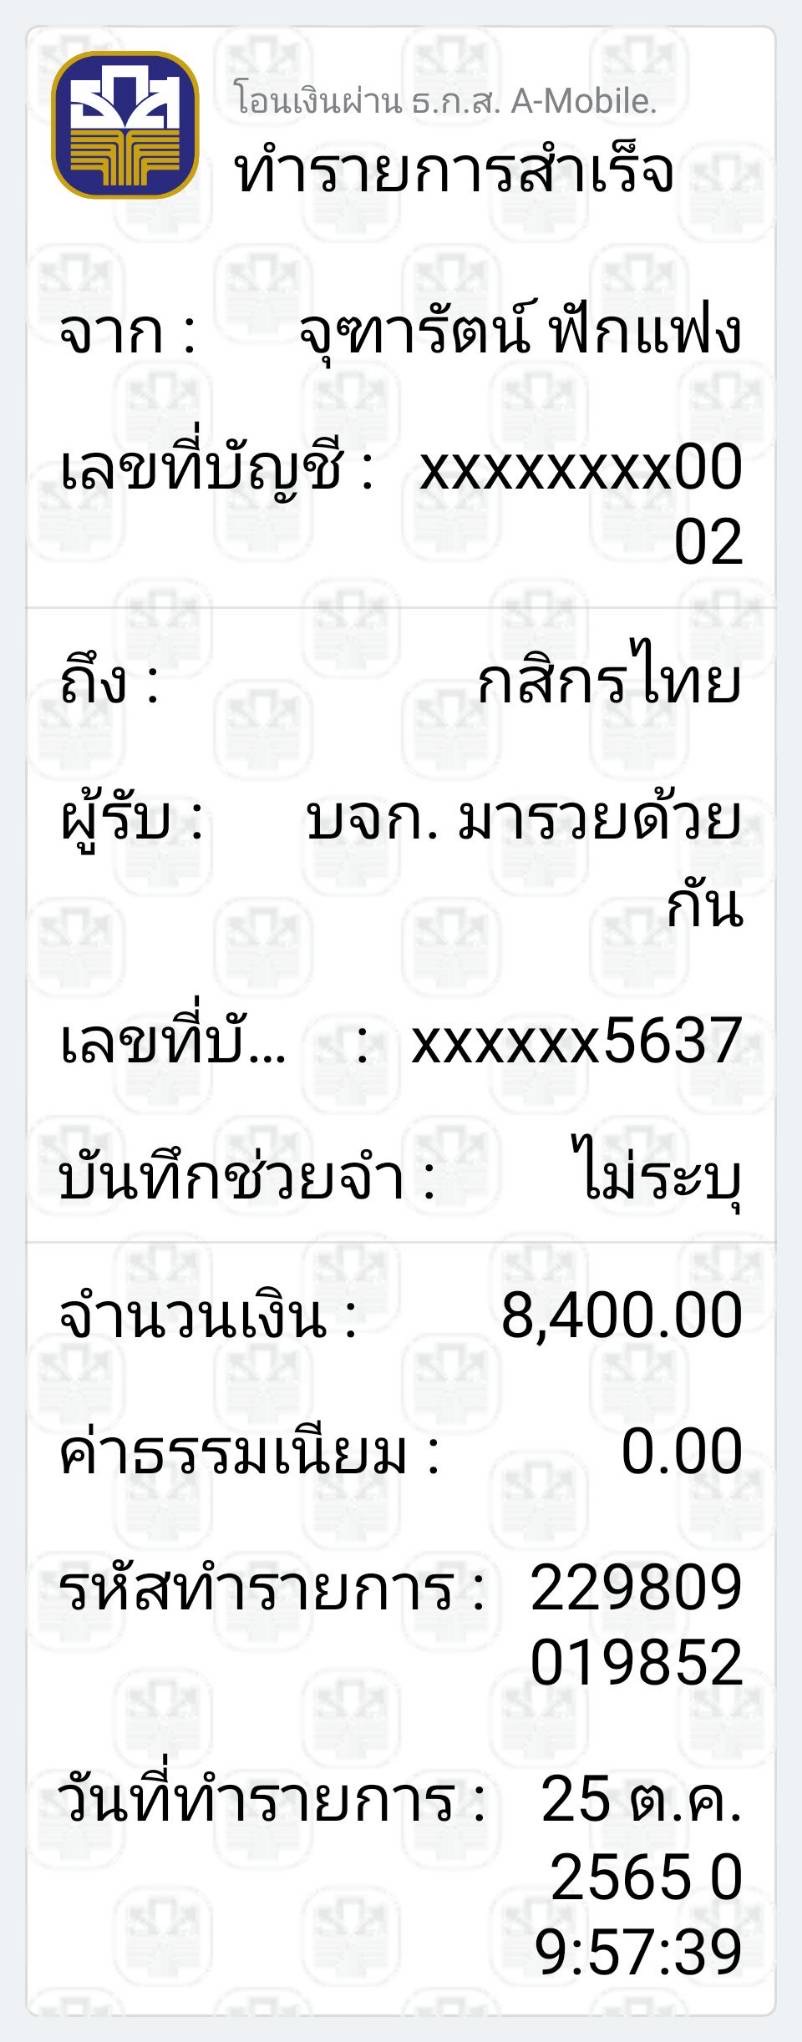 โอนเงินผ่าน ธ.ก.ส. A-Mobile.
ทำรายการสำเร็จ
จาก : จุฑารัตน์ ฟักแฟง
เลขที่บัญชี : xxxxxxxx00
02
ถึง : กสิกรไทย
ผู้รับ : บจก. มารวยด้วย
กัน
เลขที่บั... : xxxxxx5637
บันทึกช่วยจำ : ไม่ระบุ
จำนวนเงิน : 8,400.00
ค่าธรรมเนียม : 0.00
รหัสทำรายการ : 229809
019852
วันที่ทำรายการ : 25 ต.ค.
2565 0
9:57:39